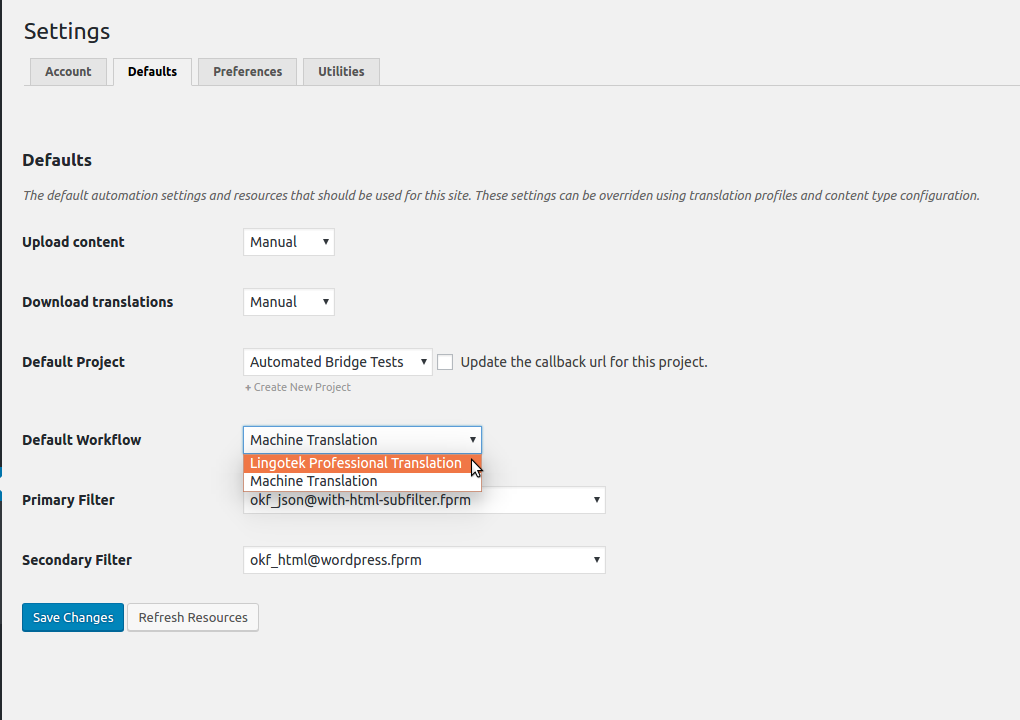 Settings
Account
Defaults
Preferences
Utilities
Defaults
The default automation settings and resources that should be used for this site. These settings can be overriden using translation profiles and content type configuration.
Upload content
Manual
Download translations
Manual
Default Project
Automated Bridge Tests
Update the callback url for this project.
+ Create New Project
Default Workflow
Machine Translation
Lingotek Professional Translation
Machine Translation
Primary Filter
okf_json@with-html-subfilter.fprm
Secondary Filter
okf_html@wordpress.fprm
Save Changes
Refresh Resources